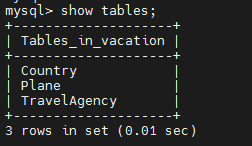 mysql> show tables;
+--------------------+
| Tables_in_vacation |
+--------------------+
| Country            |
| Plane              |
| TravelAgency       |
+--------------------+
3 rows in set (0.01 sec)